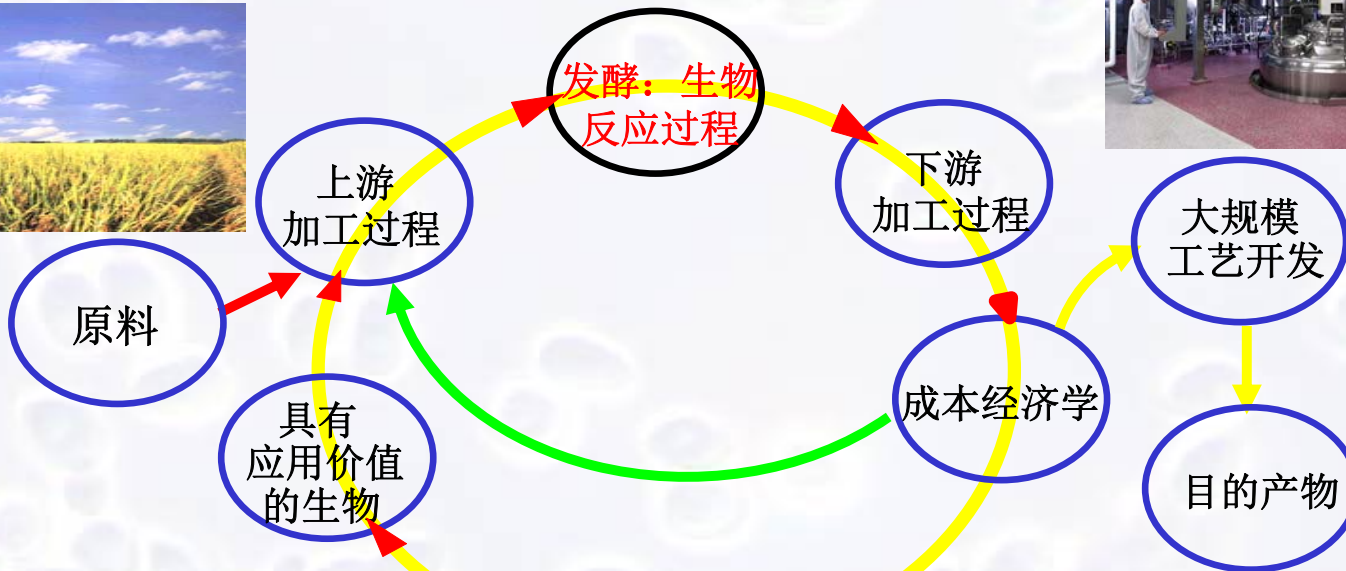 发酵：生物
反应过程
上游
加工过程
下游
加工过程
大规模
工艺开发
原料
成本经济学
具有
应用价值
的生物
目的产物